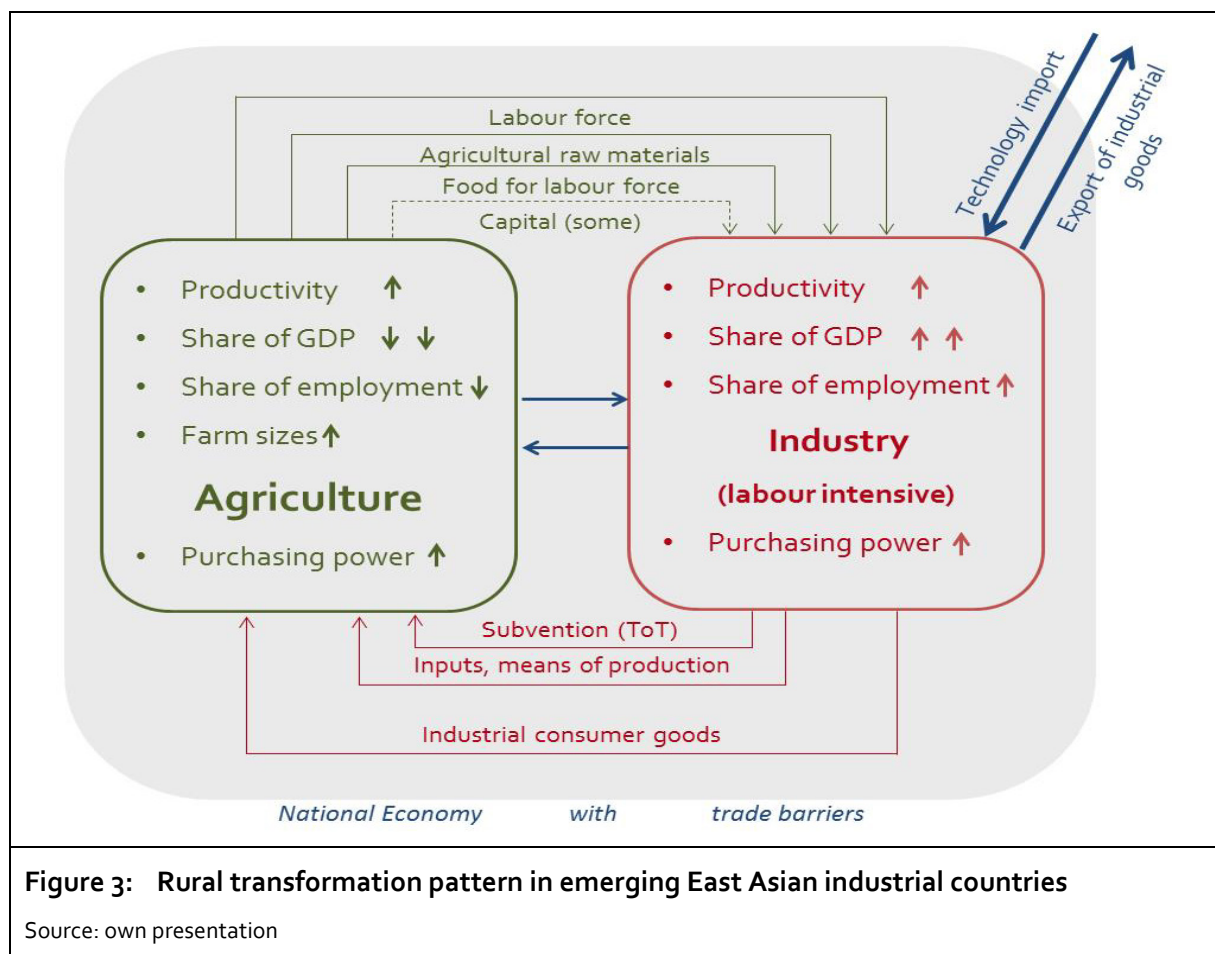 Technology import
Export of industrial
goods
Labour force
Agricultural raw materials
Food for labour force
Capital (some)
• Productivity ↑
• Share of GDP ↓ ↓
• Share of employment ↓
• Farm sizes ↑
Agriculture
• Purchasing power ↑
• Productivity ↑
• Share of GDP ↑ ↑
• Share of employment ↑
Industry
(labour intensive)
• Purchasing power ↑
Subvention (ToT)
Inputs, means of production
Industrial consumer goods
National Economy with trade barriers
Figure 3: Rural transformation pattern in emerging East Asian industrial countries
Source: own presentation